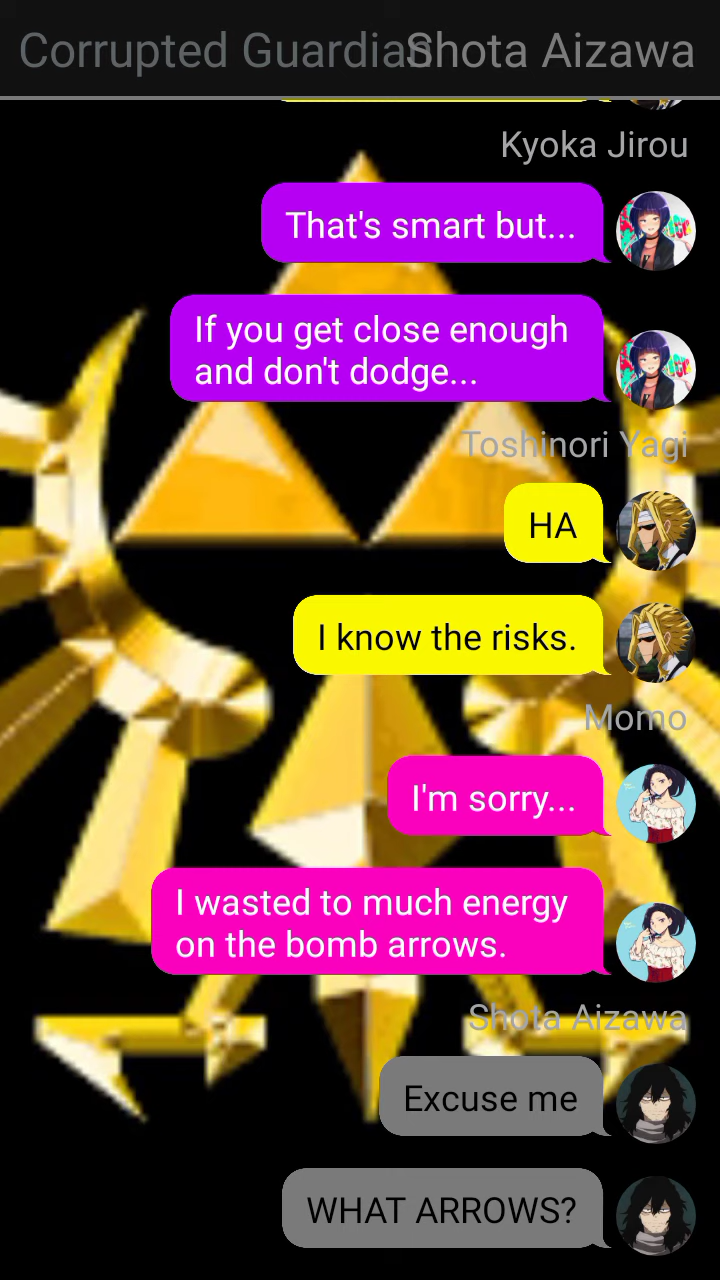 Corrupted Guardian
Shota Aizawa
Kyoka Jirou
That's smart but...
If you get close enough
and don't dodge...
Toshinori Yagi
HA
I know the risks.
Momo
I'm sorry...
I wasted to much energy
on the bomb arrows.
Shota Aizawa
Excuse me
WHAT ARROWS?